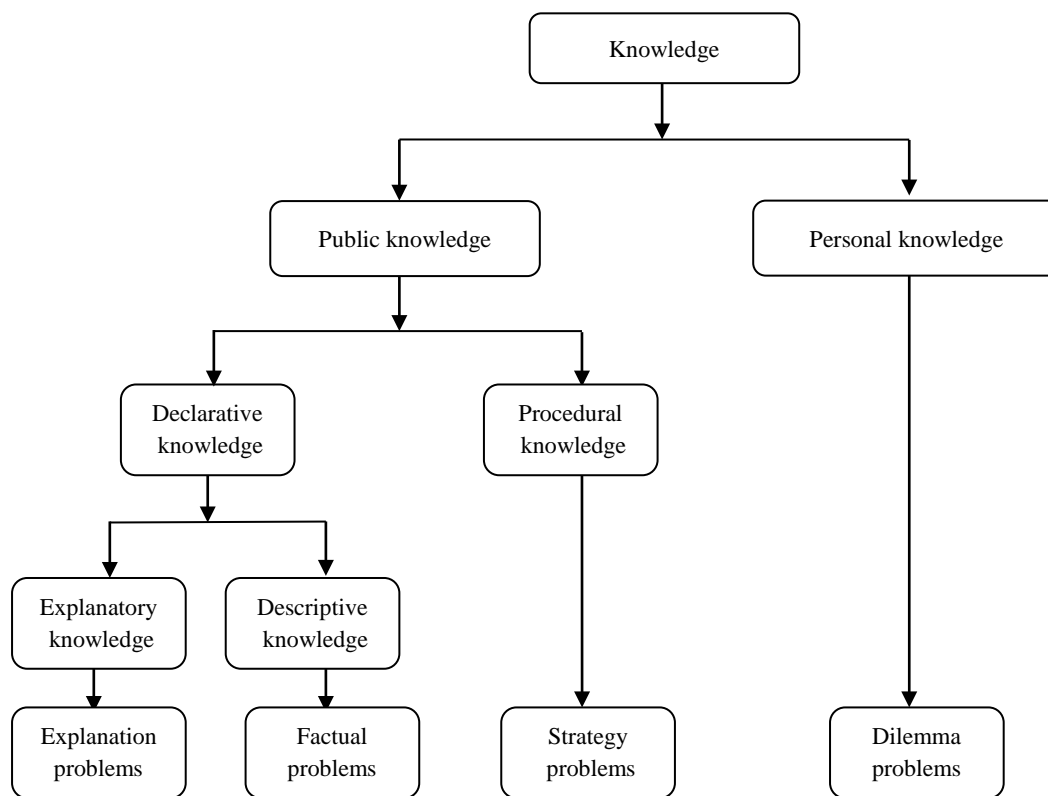 Knowledge
Public knowledge
Personal knowledge
Declarative
knowledge
Procedural
knowledge
Explanatory
knowledge
Descriptive
knowledge
Explanation
problems
Factual
problems
Strategy
problems
Dilemma
problems